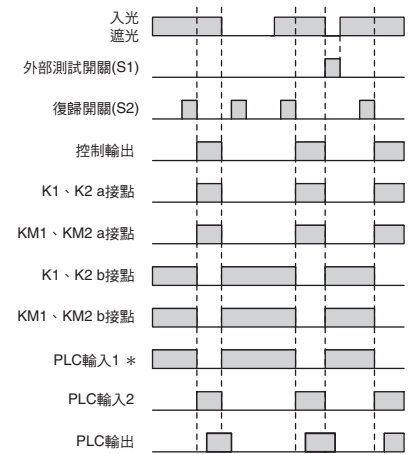 入光
遮光
外部測試開關(S1)
復歸開關(S2)
控制輸出
K1、K2 a接點
KM1、KM2 a接點
K1、K2 b接點
KM1、KM2 b接點
PLC輸入1 ＊
PLC輸入2
PLC輸出